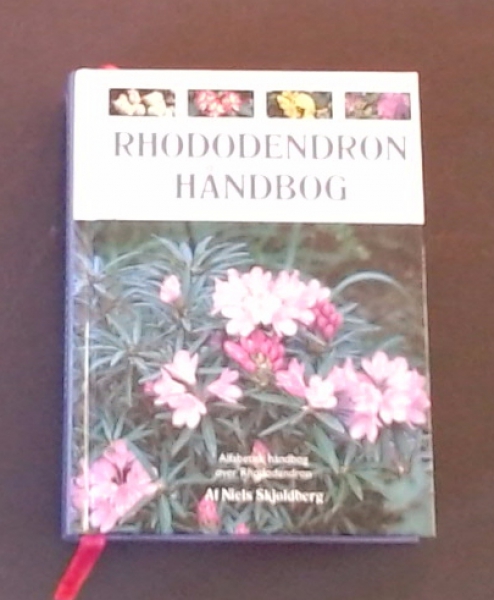 RHODODENDRON
HÅNDBOG
Alfabetisk håndbog
over Rhododendron
Af Niels Skjoldberg